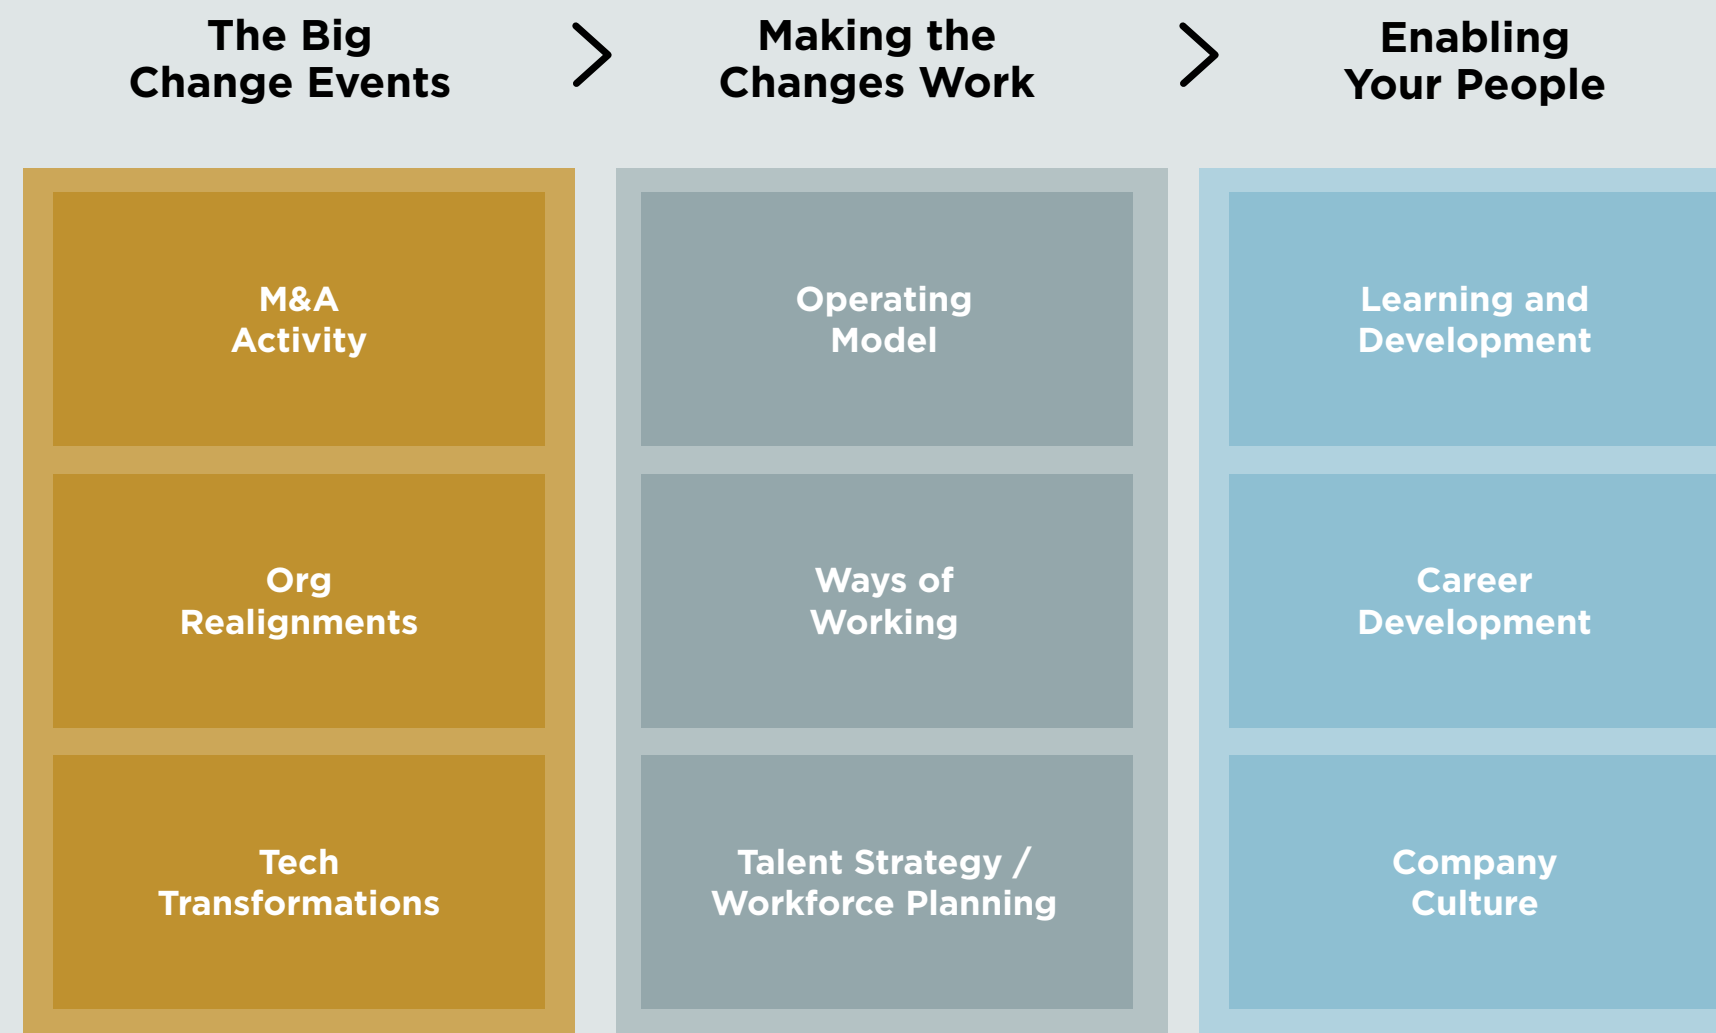 The Big
Change Events
>
Making the
Changes Work
>
Enabling
Your People
M&A
Activity
Org
Realignments
Tech
Transformations
Operating
Model
Ways of
Working
Talent Strategy /
Workforce Planning
Learning and
Development
Career
Development
Company
Culture